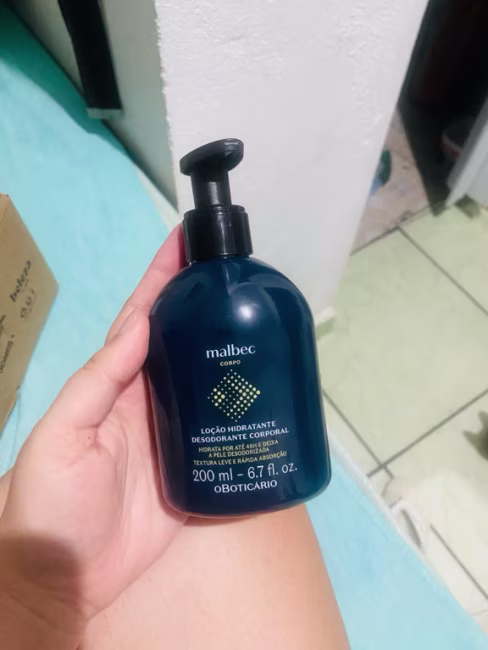 malbec
CORPO
LOÇÃO HIDRATANTE
DESODORANTE CORPORAL
HIDRATA POR ATÉ 48H E DEIXA
A PELE DESODORIZADA
TEXTURA LEVE E RÁPIDA ABSORÇÃO
200 ml – 6.7 fl. oz.
oBoticário
beleza